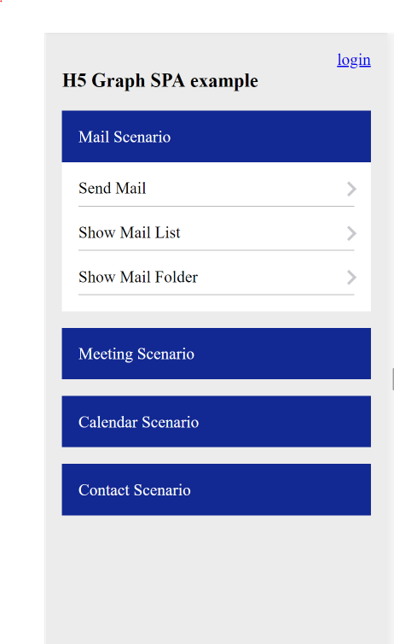 login
H5 Graph SPA example
Mail Scenario
Send Mail
Show Mail List
Show Mail Folder
Meeting Scenario
Calendar Scenario
Contact Scenario